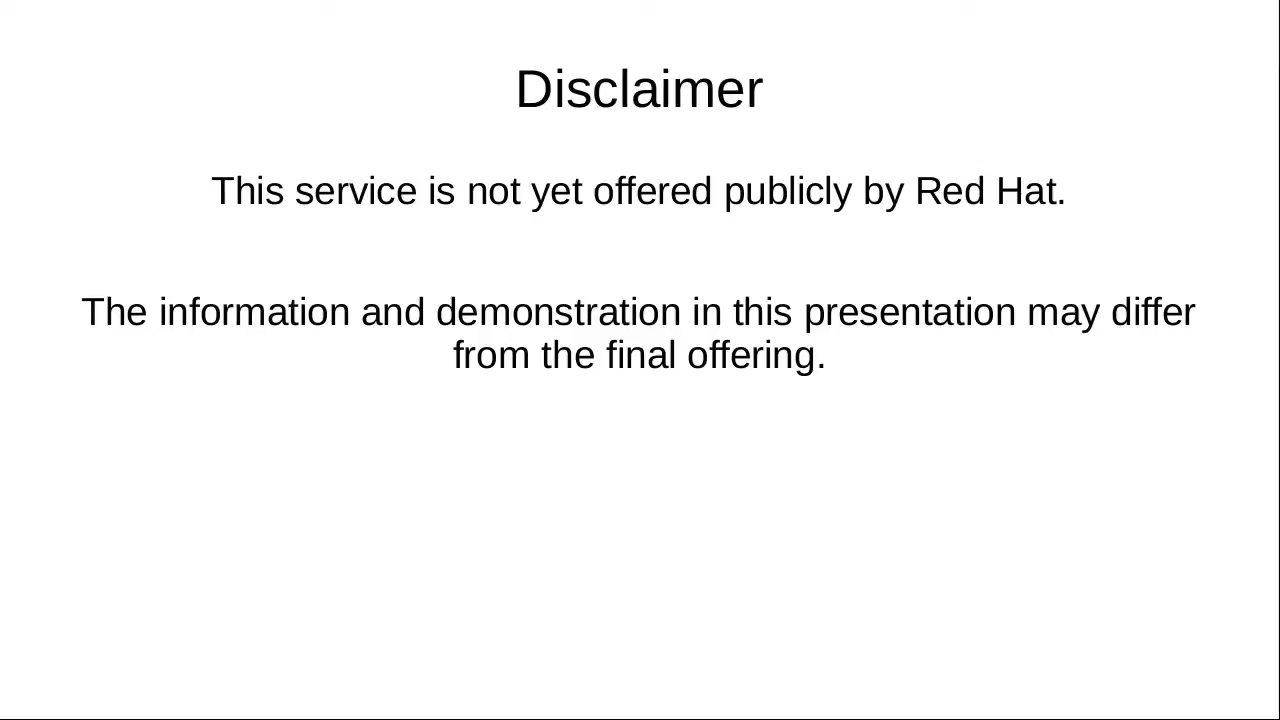 Disclaimer
This service is not yet offered publicly by Red Hat.
The information and demonstration in this presentation may differ
from the final offering.